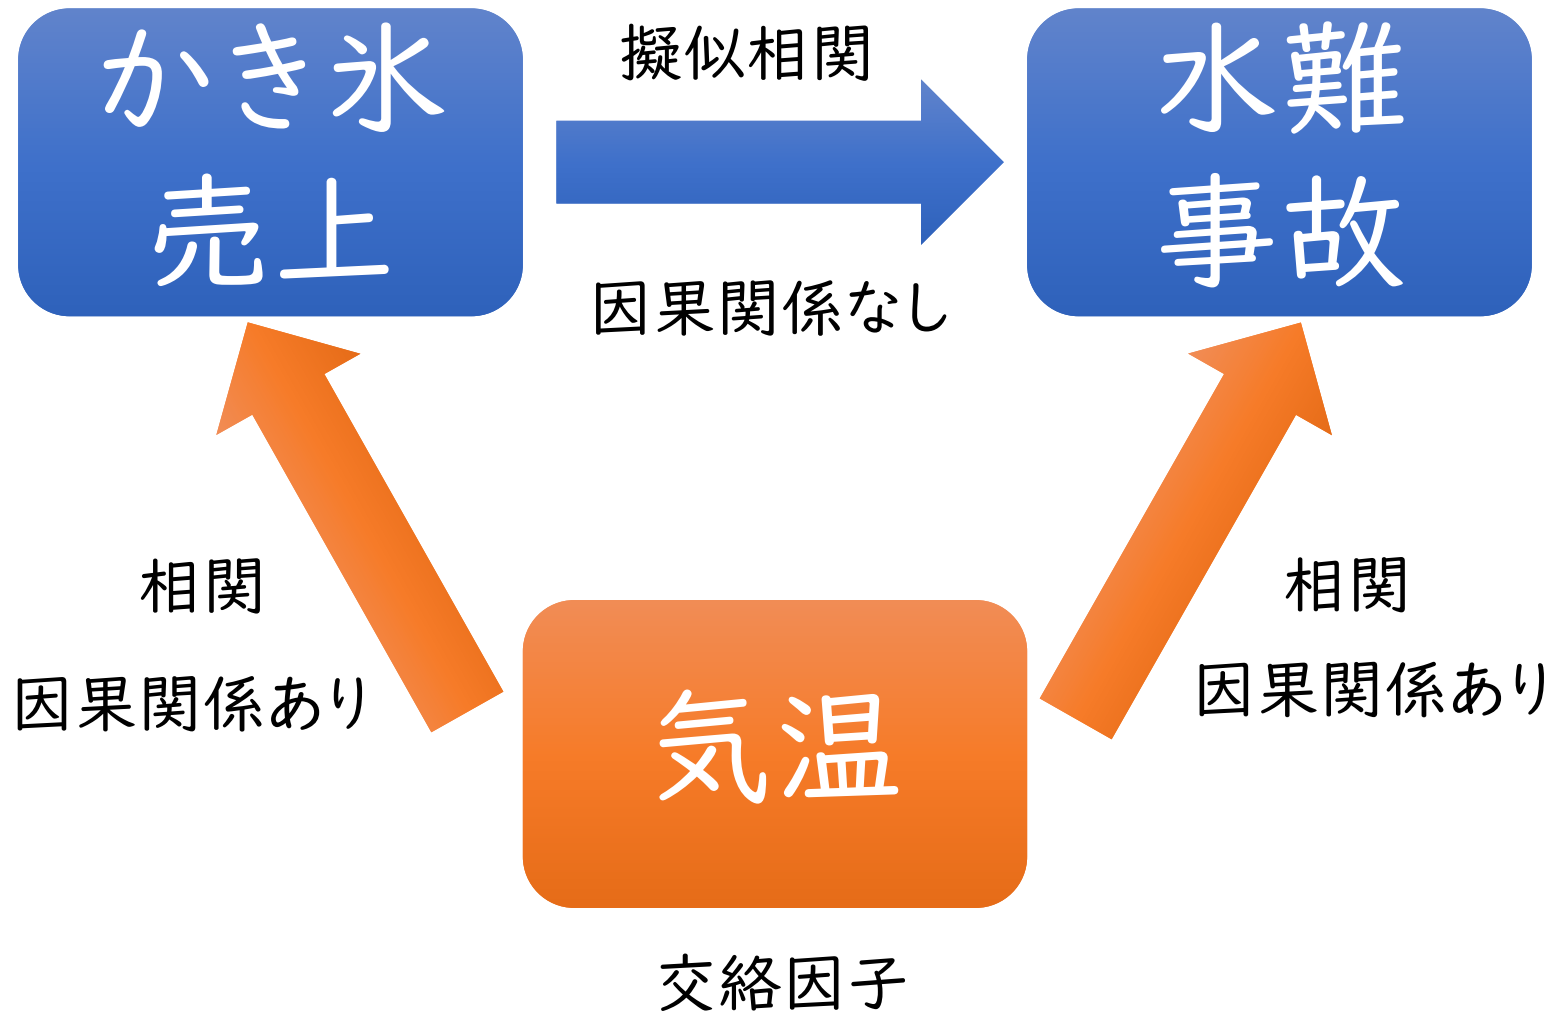 かき氷
売上
擬似相関
因果関係なし
水難
事故
相関
因果関係あり
相関
因果関係あり
気温
交絡因子